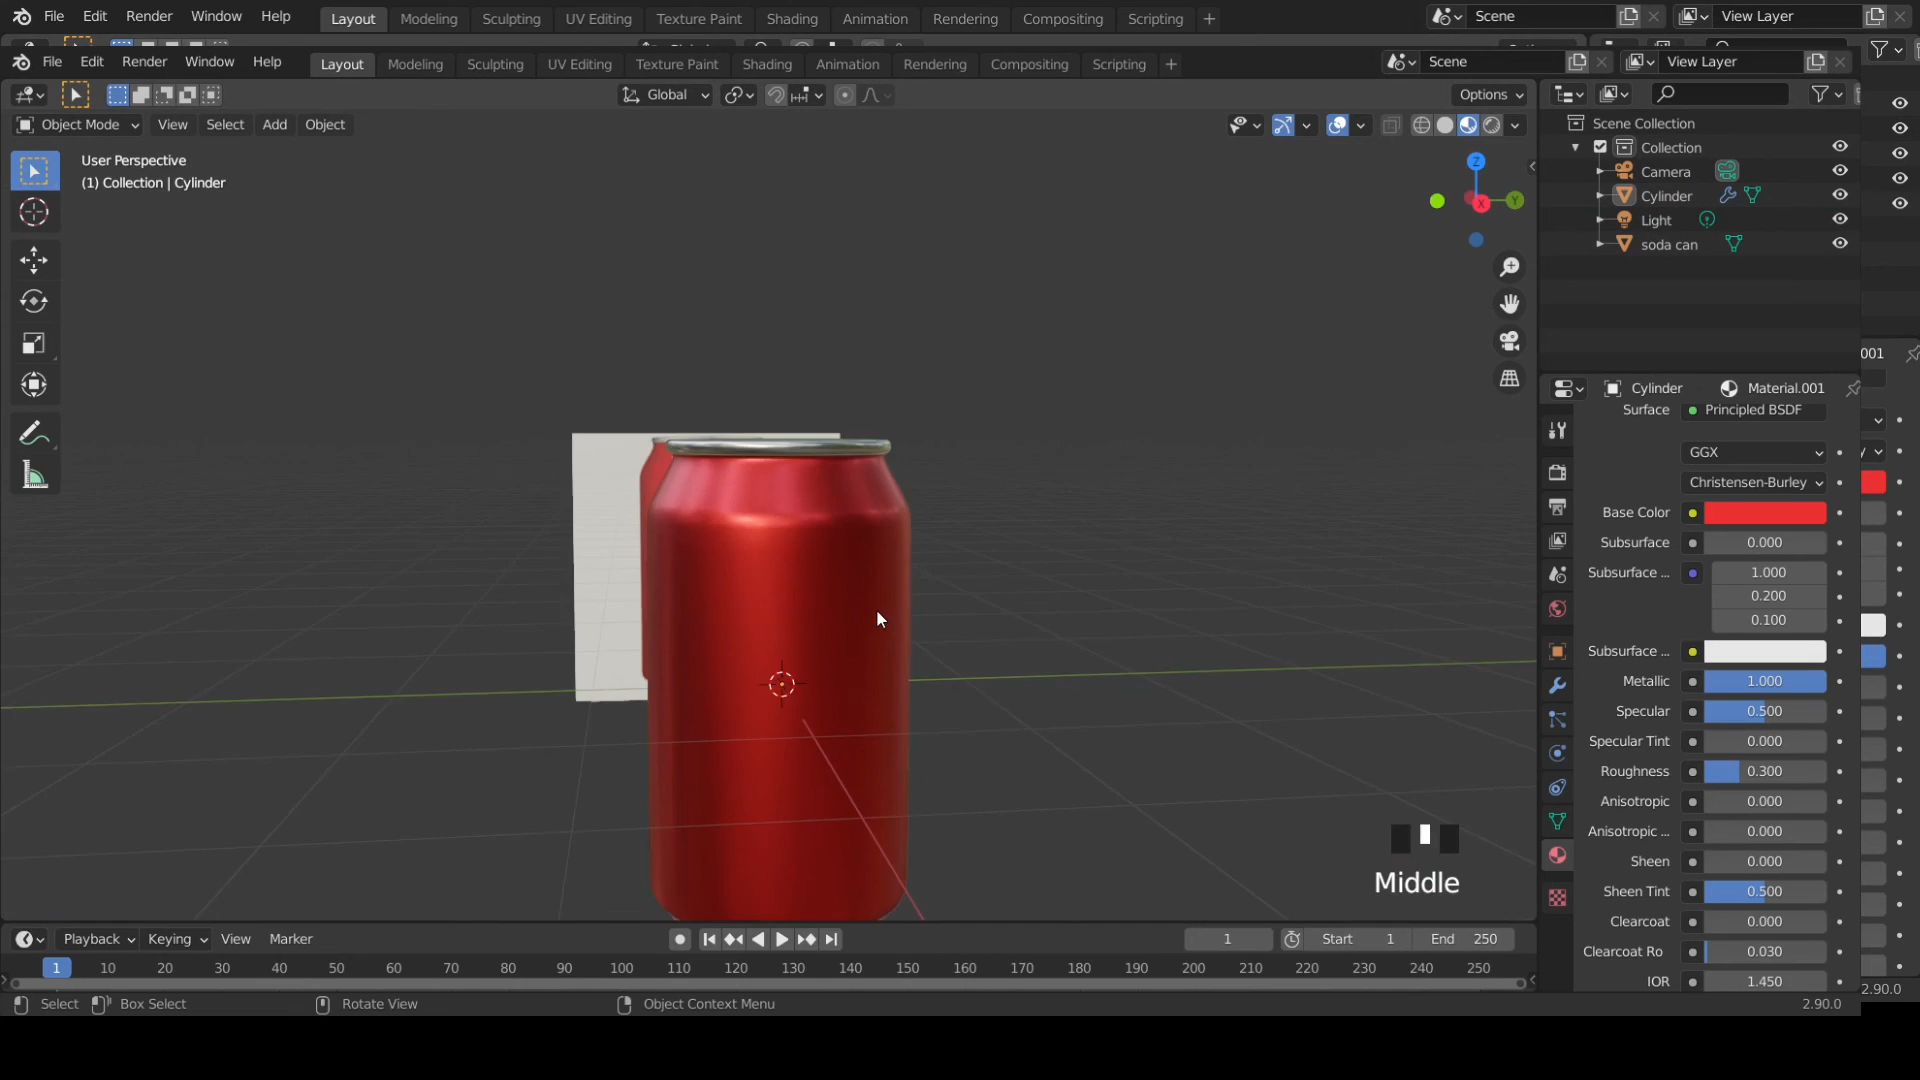 File Edit Render Window Help Layout Modeling Sculpting UV Editing Texture Paint Shading Animation Rendering Compositing Scripting + Scene View Layer
File Edit Render Window Help Layout Modeling Sculpting UV Editing Texture Paint Shading Animation Rendering Compositing Scripting + Scene View Layer
Global Options
Object Mode View Select Add Object
User Perspective
(1) Collection | Cylinder
Z
X
Y
Scene Collection
Collection
Camera
Cylinder
Light
soda can
001
Cylinder Material.001
Surface Principled BSDF
GGX
Christensen-Burley
Base Color
Subsurface 0.000
Subsurface ... 1.000
0.200
0.100
Subsurface ...
Metallic 1.000
Specular 0.500
Specular Tint 0.000
Roughness 0.300
Anisotropic 0.000
Anisotropic ... 0.000
Sheen 0.000
Sheen Tint 0.500
Clearcoat 0.000
Clearcoat Ro 0.030
IOR 1.450
Middle
Playback Keying View Marker 1 Start 1 End 250
1 10 20 30 40 50 60 70 80 90 100 110 120 130 140 150 160 170 180 190 200 210 220 230 240 250
Select Box Select Rotate View Object Context Menu 2.90.0
2.90.0